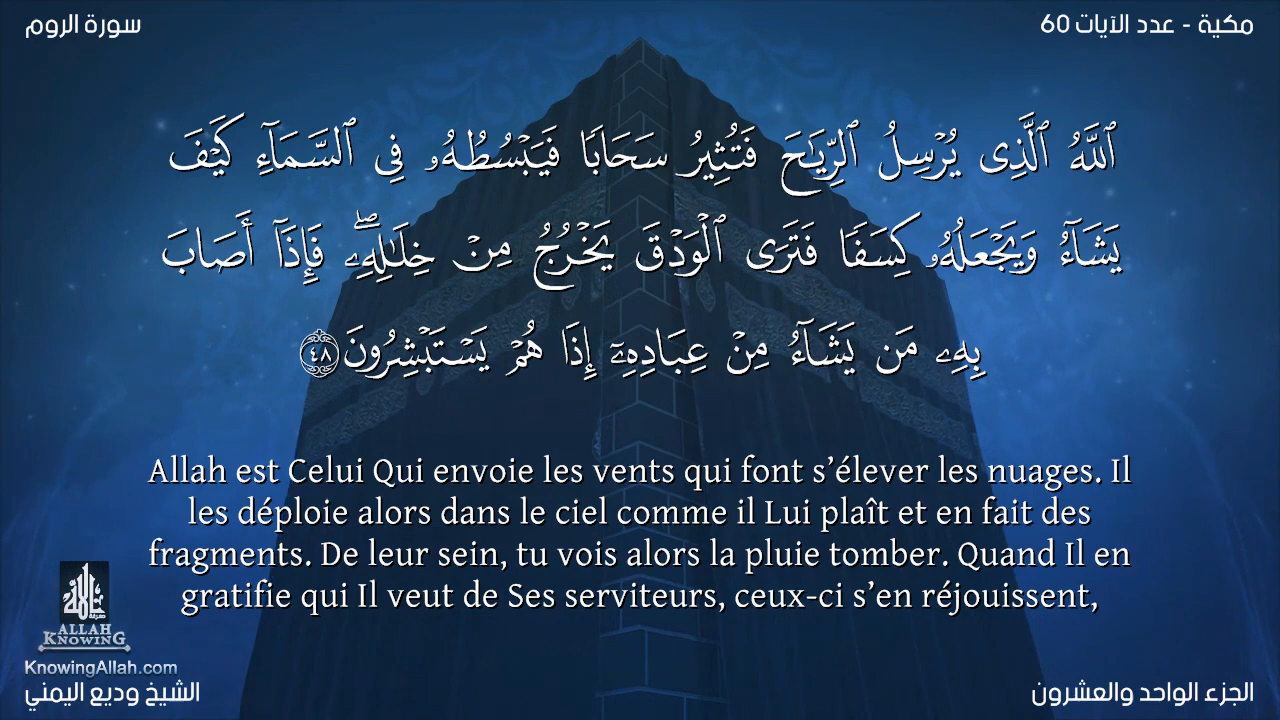 سورة الروم
مكية - عدد الآيات 60
ٱللَّهُ ٱلَّذِى يُرْسِلُ ٱلرِّيَـٰحَ فَتُثِيرُ سَحَابًا فَيَبْسُطُهُۥ فِى ٱلسَّمَآءِ كَيْفَ
يَشَآءُ وَيَجْعَلُهُۥ كِسَفًا فَتَرَى ٱلْوَدْقَ يَخْرُجُ مِنْ خِلَـٰلِهِۦ ۖ فَإِذَآ أَصَابَ
بِهِۦ مَن يَشَآءُ مِنْ عِبَادِهِۦٓ إِذَا هُمْ يَسْتَبْشِرُونَ ٤٨
Allah est Celui Qui envoie les vents qui font s’élever les nuages. Il
les déploie alors dans le ciel comme il Lui plaît et en fait des
fragments. De leur sein, tu vois alors la pluie tomber. Quand Il en
gratifie qui Il veut de Ses serviteurs, ceux-ci s’en réjouissent,
ALLAH
KNOWING
KnowingAllah.com
الشيخ وديع اليمني
الجزء الواحد والعشرون